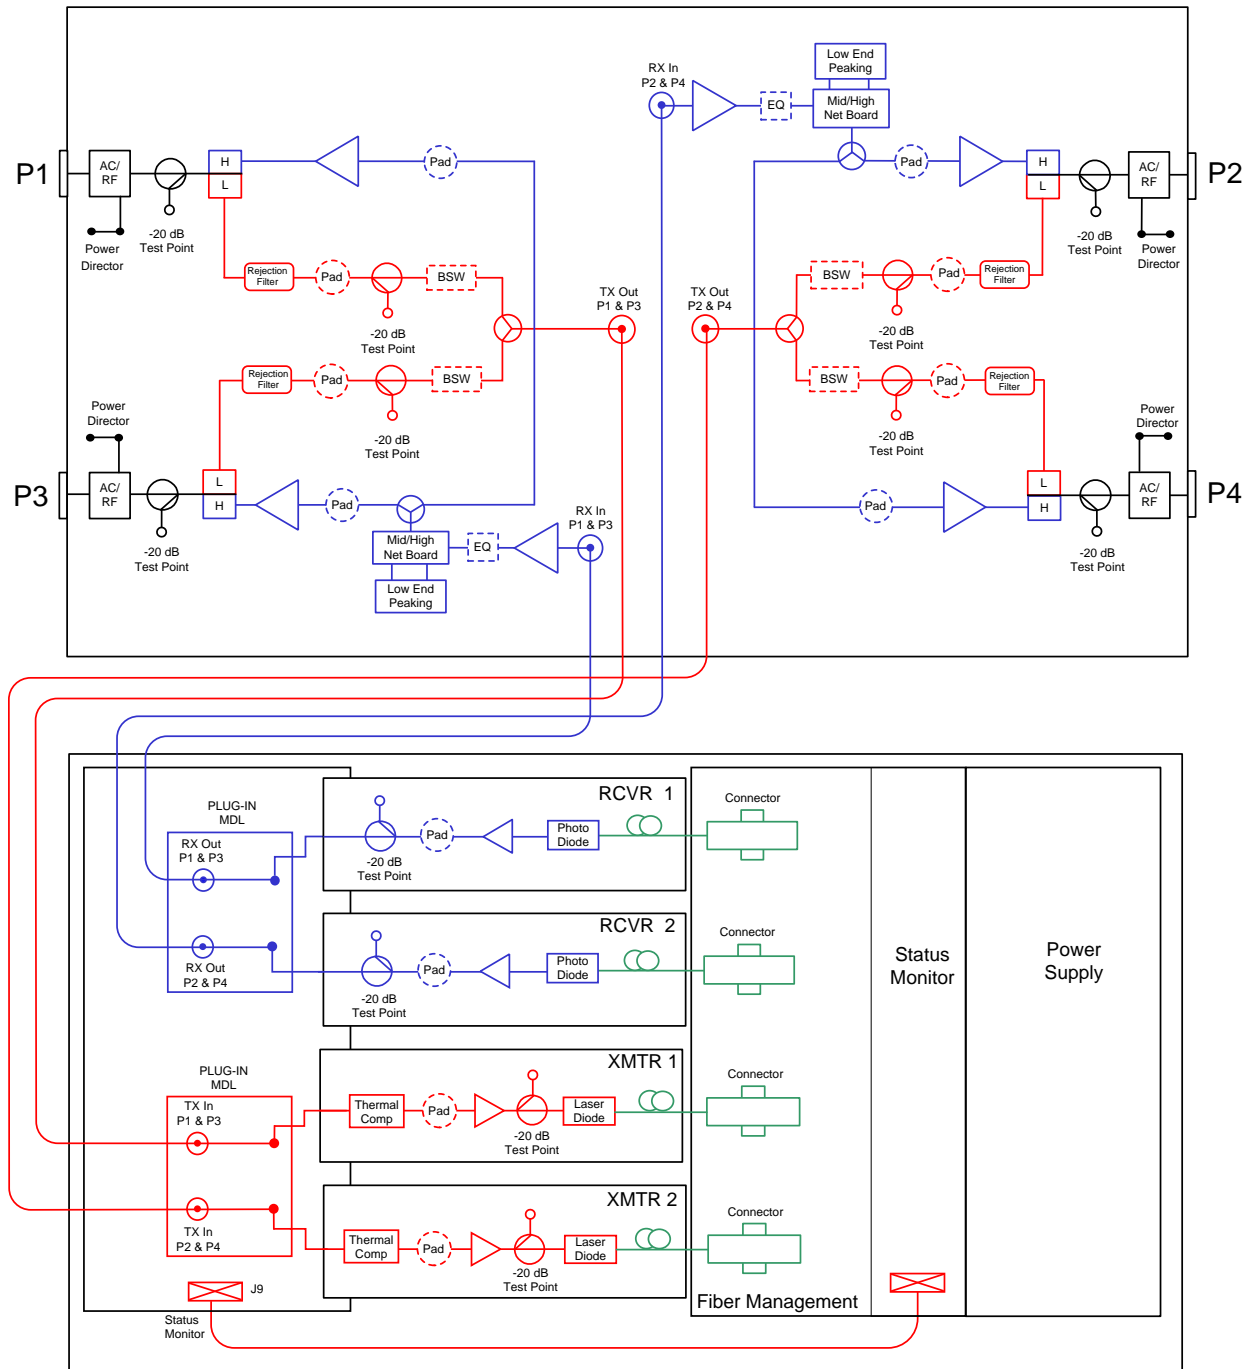 Low End
Peaking
RX In
P2 & P4
EQ
Mid/High
Net Board
P1
AC/
RF
H
L
Pad
-20 dB
Test Point
Power
Director
Pad
H
L
AC/
RF
P2
-20 dB
Test Point
Power
Director
Rejection
Filter
Pad
BSW
-20 dB
Test Point
TX Out
P1 & P3
TX Out
P2 & P4
BSW
Pad
Rejection
Filter
-20 dB
Test Point
Rejection
Filter
Pad
BSW
-20 dB
Test Point
BSW
Pad
Rejection
Filter
-20 dB
Test Point
Power
Director
P3
AC/
RF
L
H
Pad
-20 dB
Test Point
RX In
P1 & P3
Mid/High
Net Board
EQ
Low End
Peaking
Power
Director
Pad
L
H
AC/
RF
P4
-20 dB
Test Point
PLUG-IN
MDL
RX Out
P1 & P3
RX Out
P2 & P4
RCVR 1
-20 dB
Test Point
Pad
Photo
Diode
Connector
RCVR 2
-20 dB
Test Point
Pad
Photo
Diode
Connector
Status
Monitor
Power
Supply
PLUG-IN
MDL
TX In
P1 & P3
TX In
P2 & P4
XMTR 1
Thermal
Comp
Pad
-20 dB
Test Point
Laser
Diode
Connector
XMTR 2
Thermal
Comp
Pad
-20 dB
Test Point
Laser
Diode
Connector
J9
Status
Monitor
Fiber Management